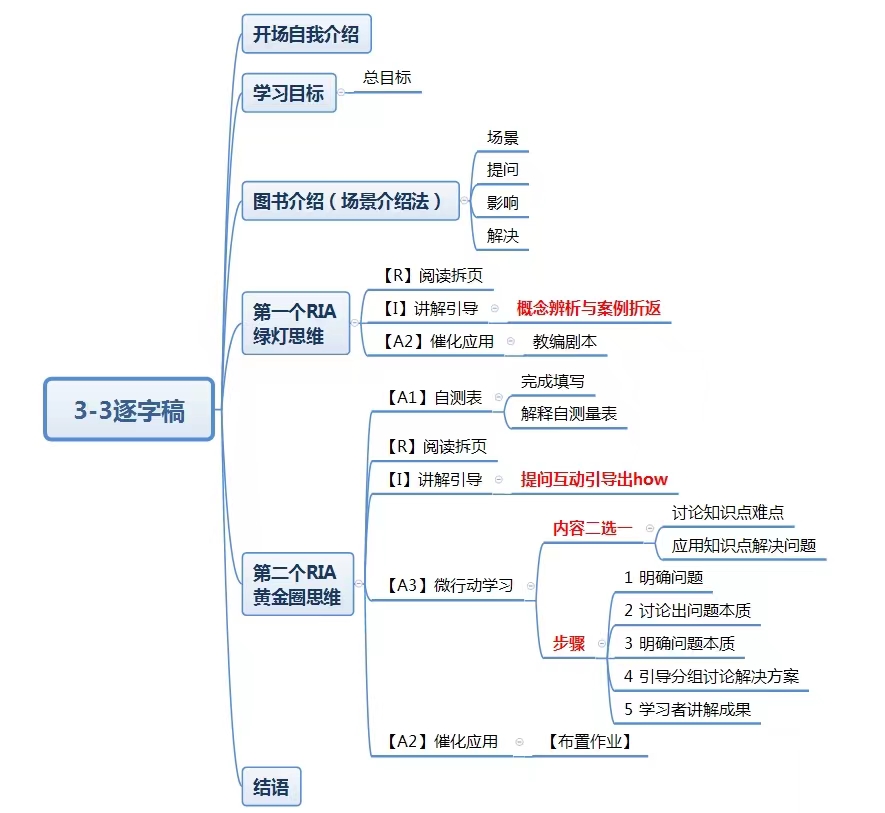 3-3逐字稿
开场自我介绍
学习目标
总目标
图书介绍（场景介绍法）
场景
提问
影响
解决
第一个RIA
绿灯思维
【R】阅读拆页
【I】讲解引导
概念辨析与案例折返
【A2】催化应用
教编剧本
第二个RIA
黄金圈思维
【A1】自测表
完成填写
解释自测量表
【R】阅读拆页
【I】讲解引导
提问互动引导出how
【A3】微行动学习
内容二选一
讨论知识点难点
应用知识点解决问题
步骤
1 明确问题
2 讨论出问题本质
3 明确问题本质
4 引导分组讨论解决方案
5 学习者讲解成果
【A2】催化应用
【布置作业】
结语